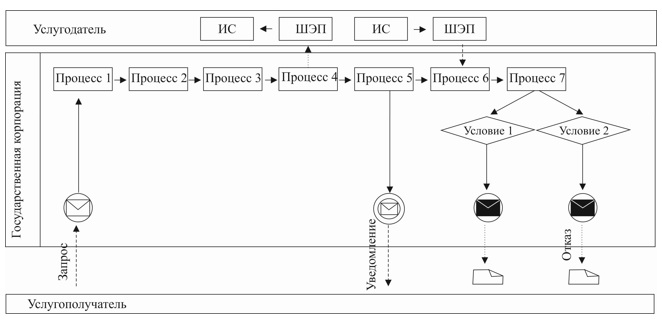 Услугодатель
ИС
ШЭП
ИС
ШЭП
Государственная корпорация
Процесс 1
Процесс 2
Процесс 3
Процесс 4
Процесс 5
Процесс 6
Процесс 7
Условие 1
Условие 2
Запрос
Уведомление
Отказ
Услугополучатель